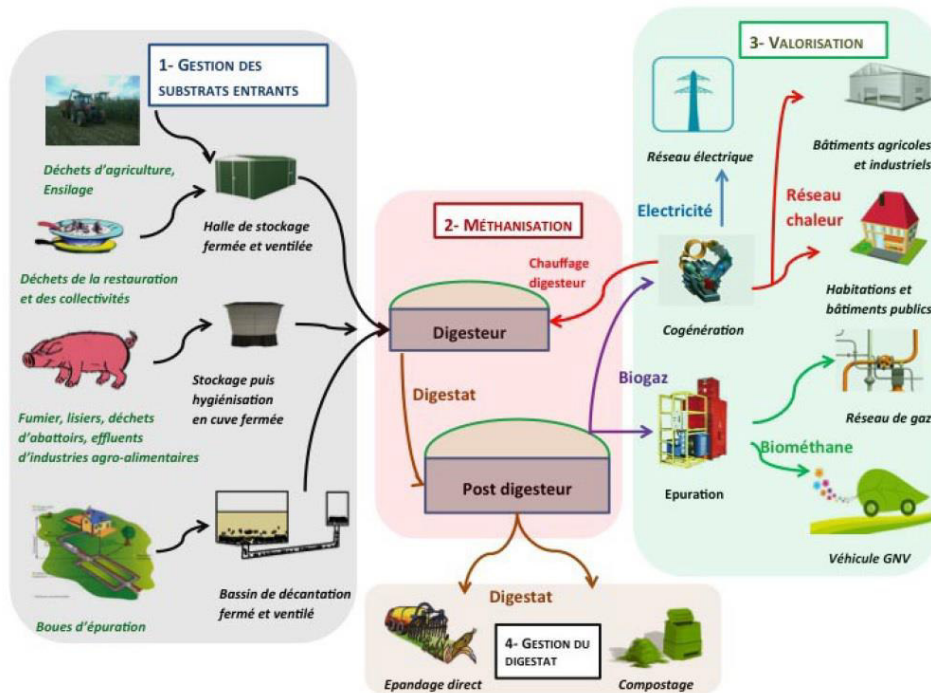 1- GESTION DES
SUBSTRATS ENTRANTS
Déchets d'agriculture,
Ensilage
Halle de stockage
fermée et ventilée
Déchets de la restauration
et des collectivités
Stockage puis
hygiénisation
en cuve fermée
Fumier, lisiers, déchets
d'abattoirs, effluents
d'industries agro-alimentaires
Bassin de décantation
fermé et ventilé
Boues d'épuration
2- MÉTHANISATION
Chauffage
digesteur
Digesteur
Digestat
Biogaz
Post digesteur
3- VALORISATION
Réseau électrique
Bâtiments agricoles
et industriels
Electricité
Réseau
chaleur
Cogénération
Habitations et
bâtiments publics
Réseau de gaz
Biométhane
Epuration
Véhicule GNV
Digestat
4- GESTION DU
DIGESTAT
Epandage direct
Compostage